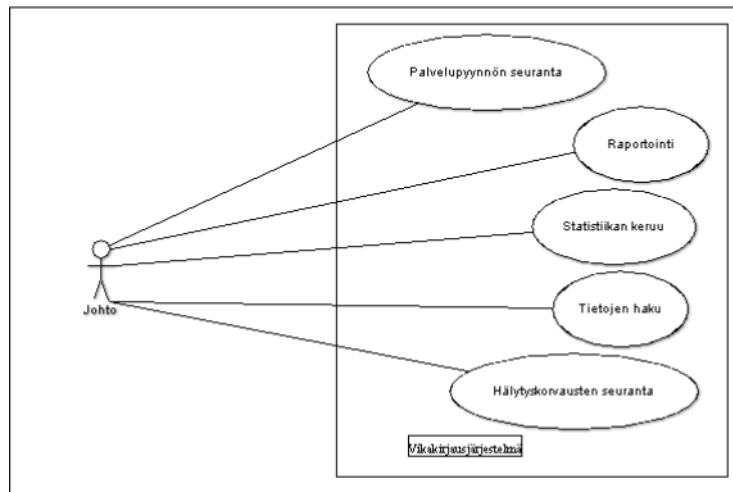 Palvelupyynnön seuranta
Raportointi
Statistiikan keruu
Johto
Tietojen haku
Hälytyskorvausten seuranta
Vikakirjausjärjestelmä